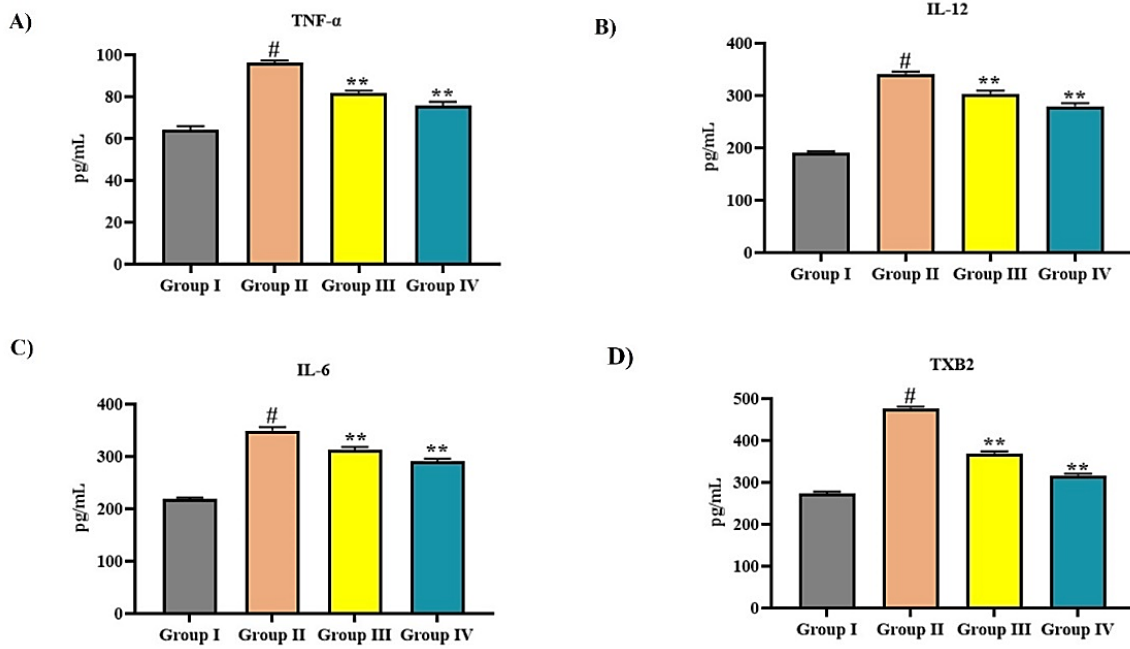 A)
TNF-α
pg/mL
100
80
60
40
20
0
#
**
**
Group I Group II Group III Group IV
B)
IL-12
pg/mL
400
300
200
100
0
#
**
**
Group I Group II Group III Group IV
C)
IL-6
pg/mL
400
300
200
100
0
#
**
**
Group I Group II Group III Group IV
D)
TXB2
pg/mL
500
400
300
200
100
0
#
**
**
Group I Group II Group III Group IV